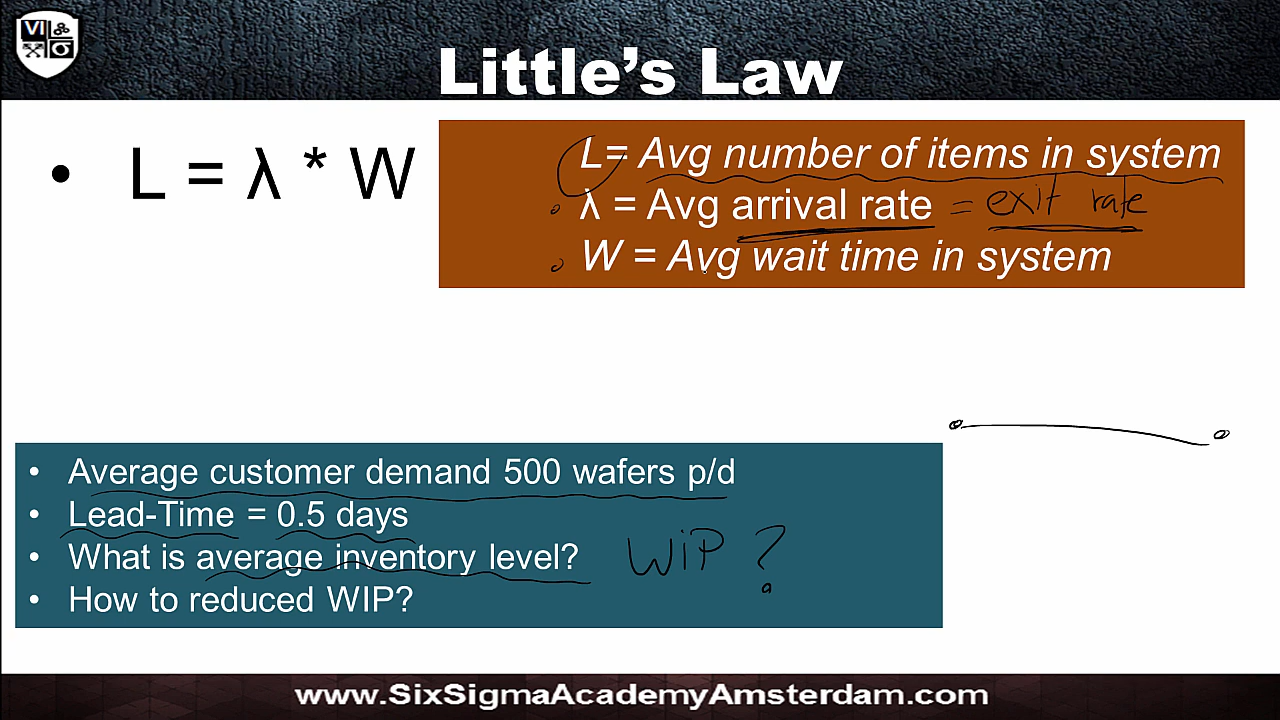 VI
Little's Law
• L = λ * W
L= Avg number of items in system
λ = Avg arrival rate = exit rate
W = Avg wait time in system
• Average customer demand 500 wafers p/d
• Lead-Time = 0.5 days
• What is average inventory level? WiP ?
• How to reduced WIP?
www.SixSigmaAcademyAmsterdam.com